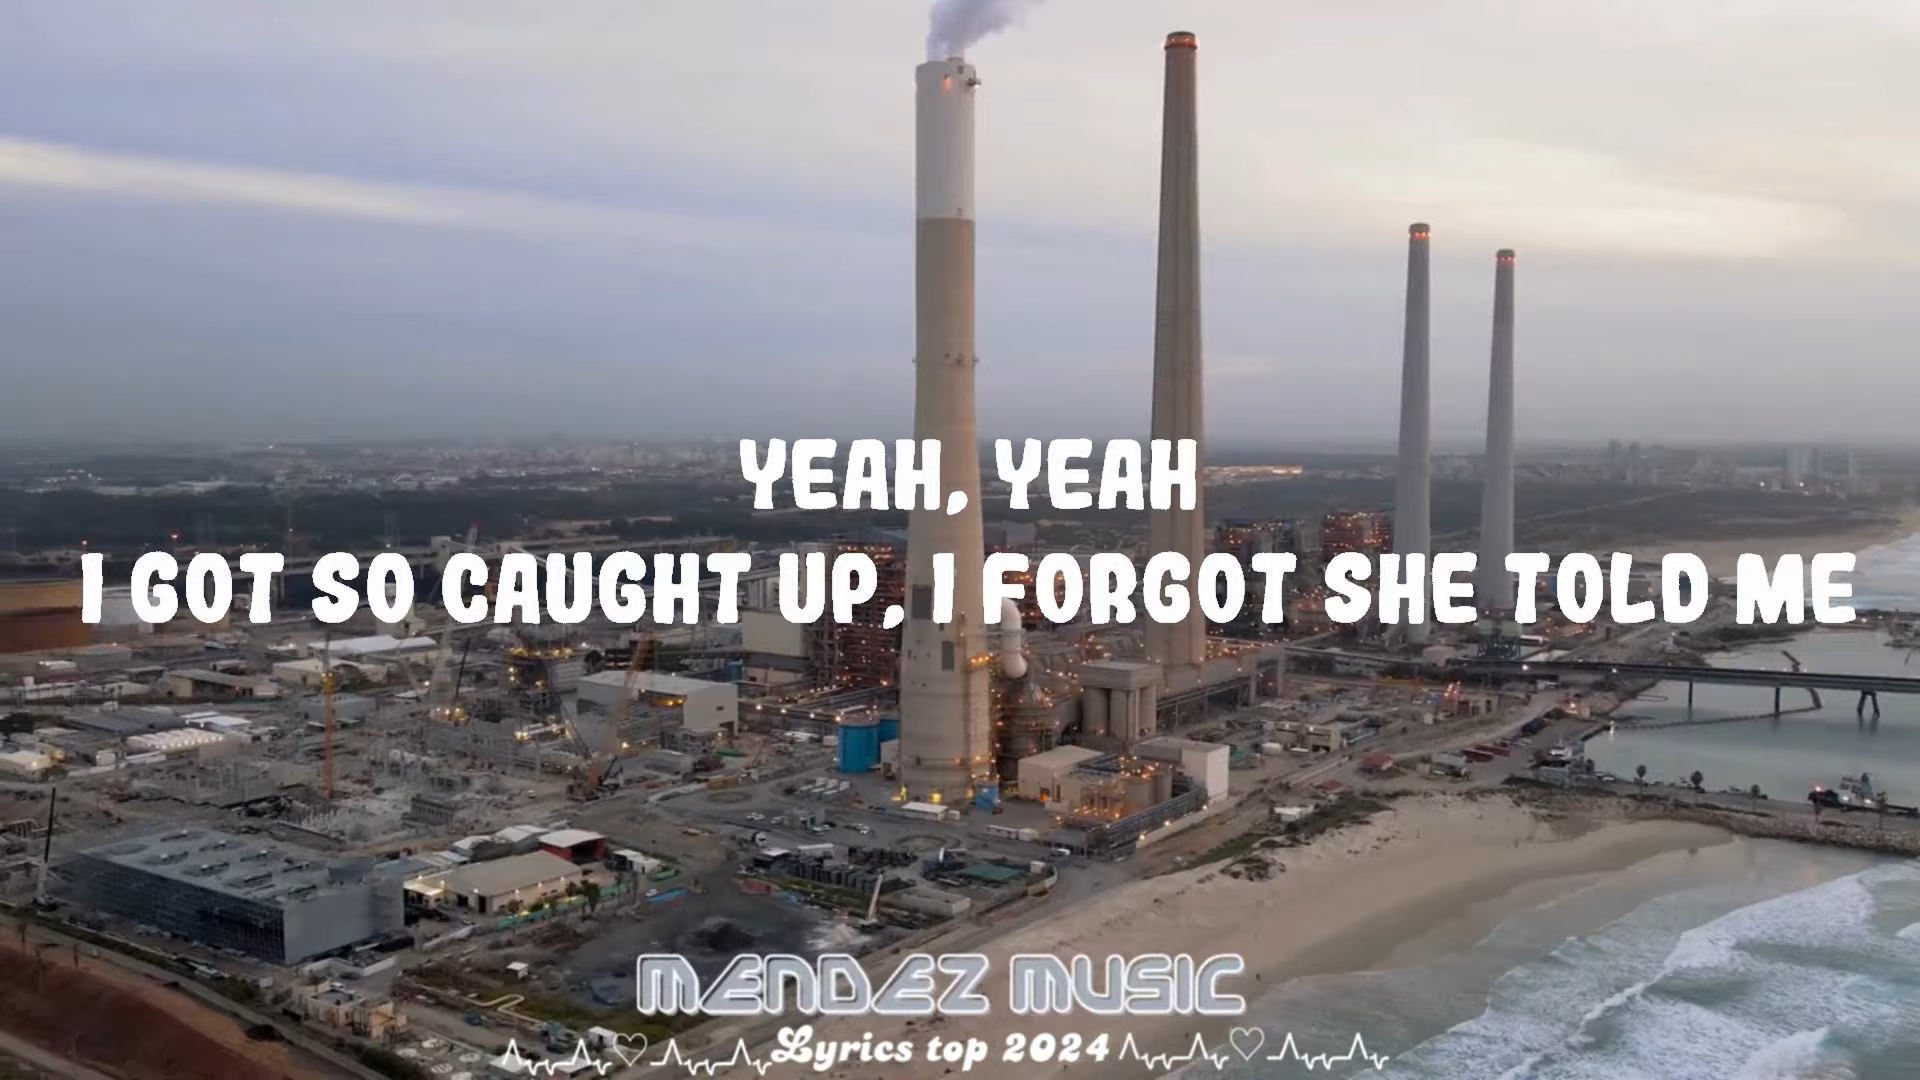 YEAH, YEAH
I GOT SO CAUGHT UP, I FORGOT SHE TOLD ME
MENDEZ MUSIC
Lyrics top 2024